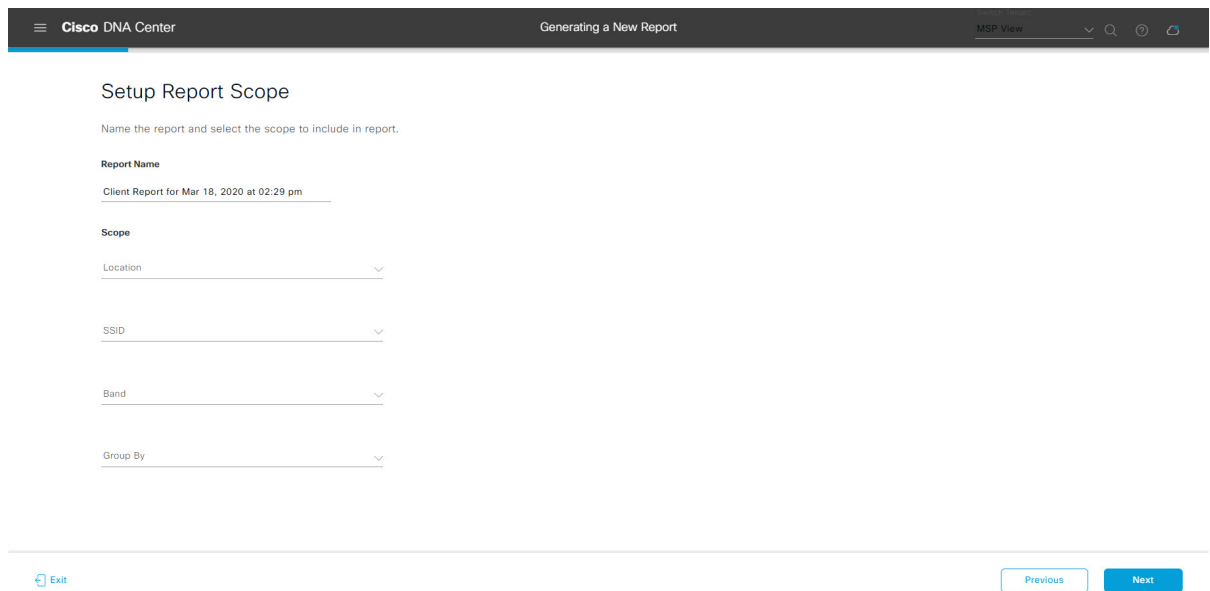 Cisco DNA Center
Generating a New Report
Switch Tenant
MSP View
Setup Report Scope
Name the report and select the scope to include in report.
Report Name
Client Report for Mar 18, 2020 at 02:29 pm
Scope
Location
SSID
Band
Group By
Exit
Previous
Next